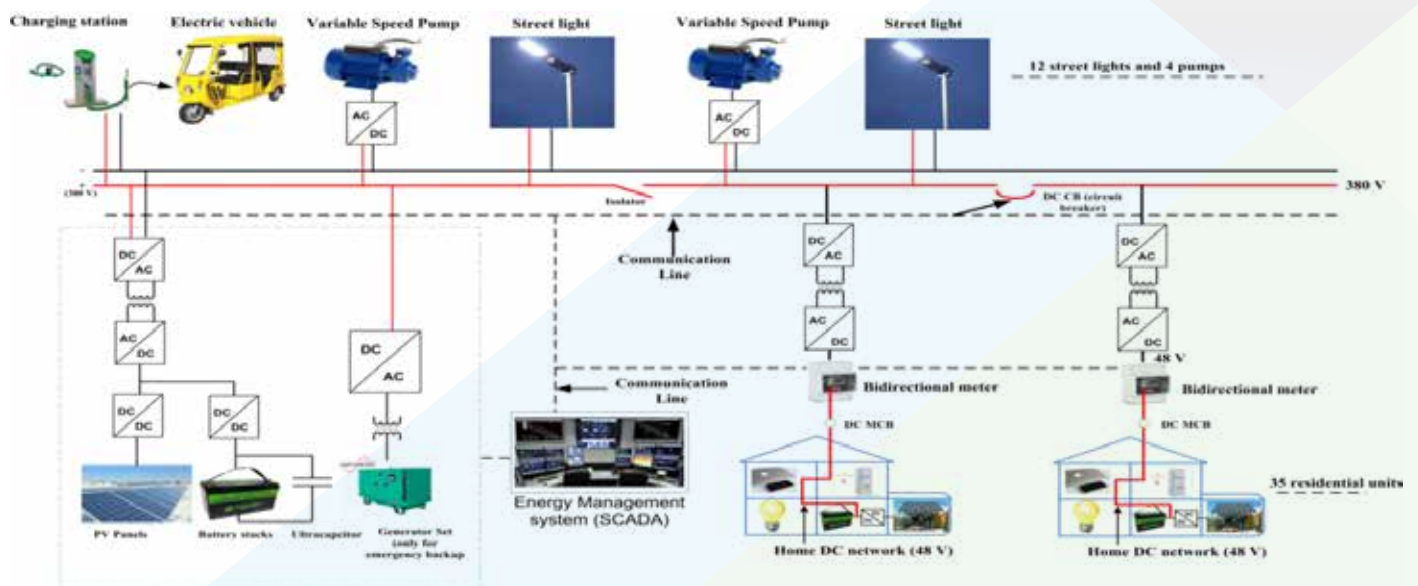 Charging station
Electric vehicle
Variable Speed Pump
Street light
Variable Speed Pump
Street light
12 street lights and 4 pumps
AC
DC
AC
DC
-
+
(380 V)
Isolator
380 V
DC CB (circuit
breaker)
Communication
Line
DC
AC
DC
AC
DC
AC
AC
DC
DC
AC
AC
DC
AC
DC
48 V
DC
DC
DC
DC
Communication
Line
Bidirectional meter
Bidirectional meter
DC MCB
DC MCB
PV Panels
Battery stacks
Ultracapcitor
Generator Set
(only for
emergency backup
Energy Management
system (SCADA)
35 residential units
Home DC network (48 V)
Home DC network (48 V)